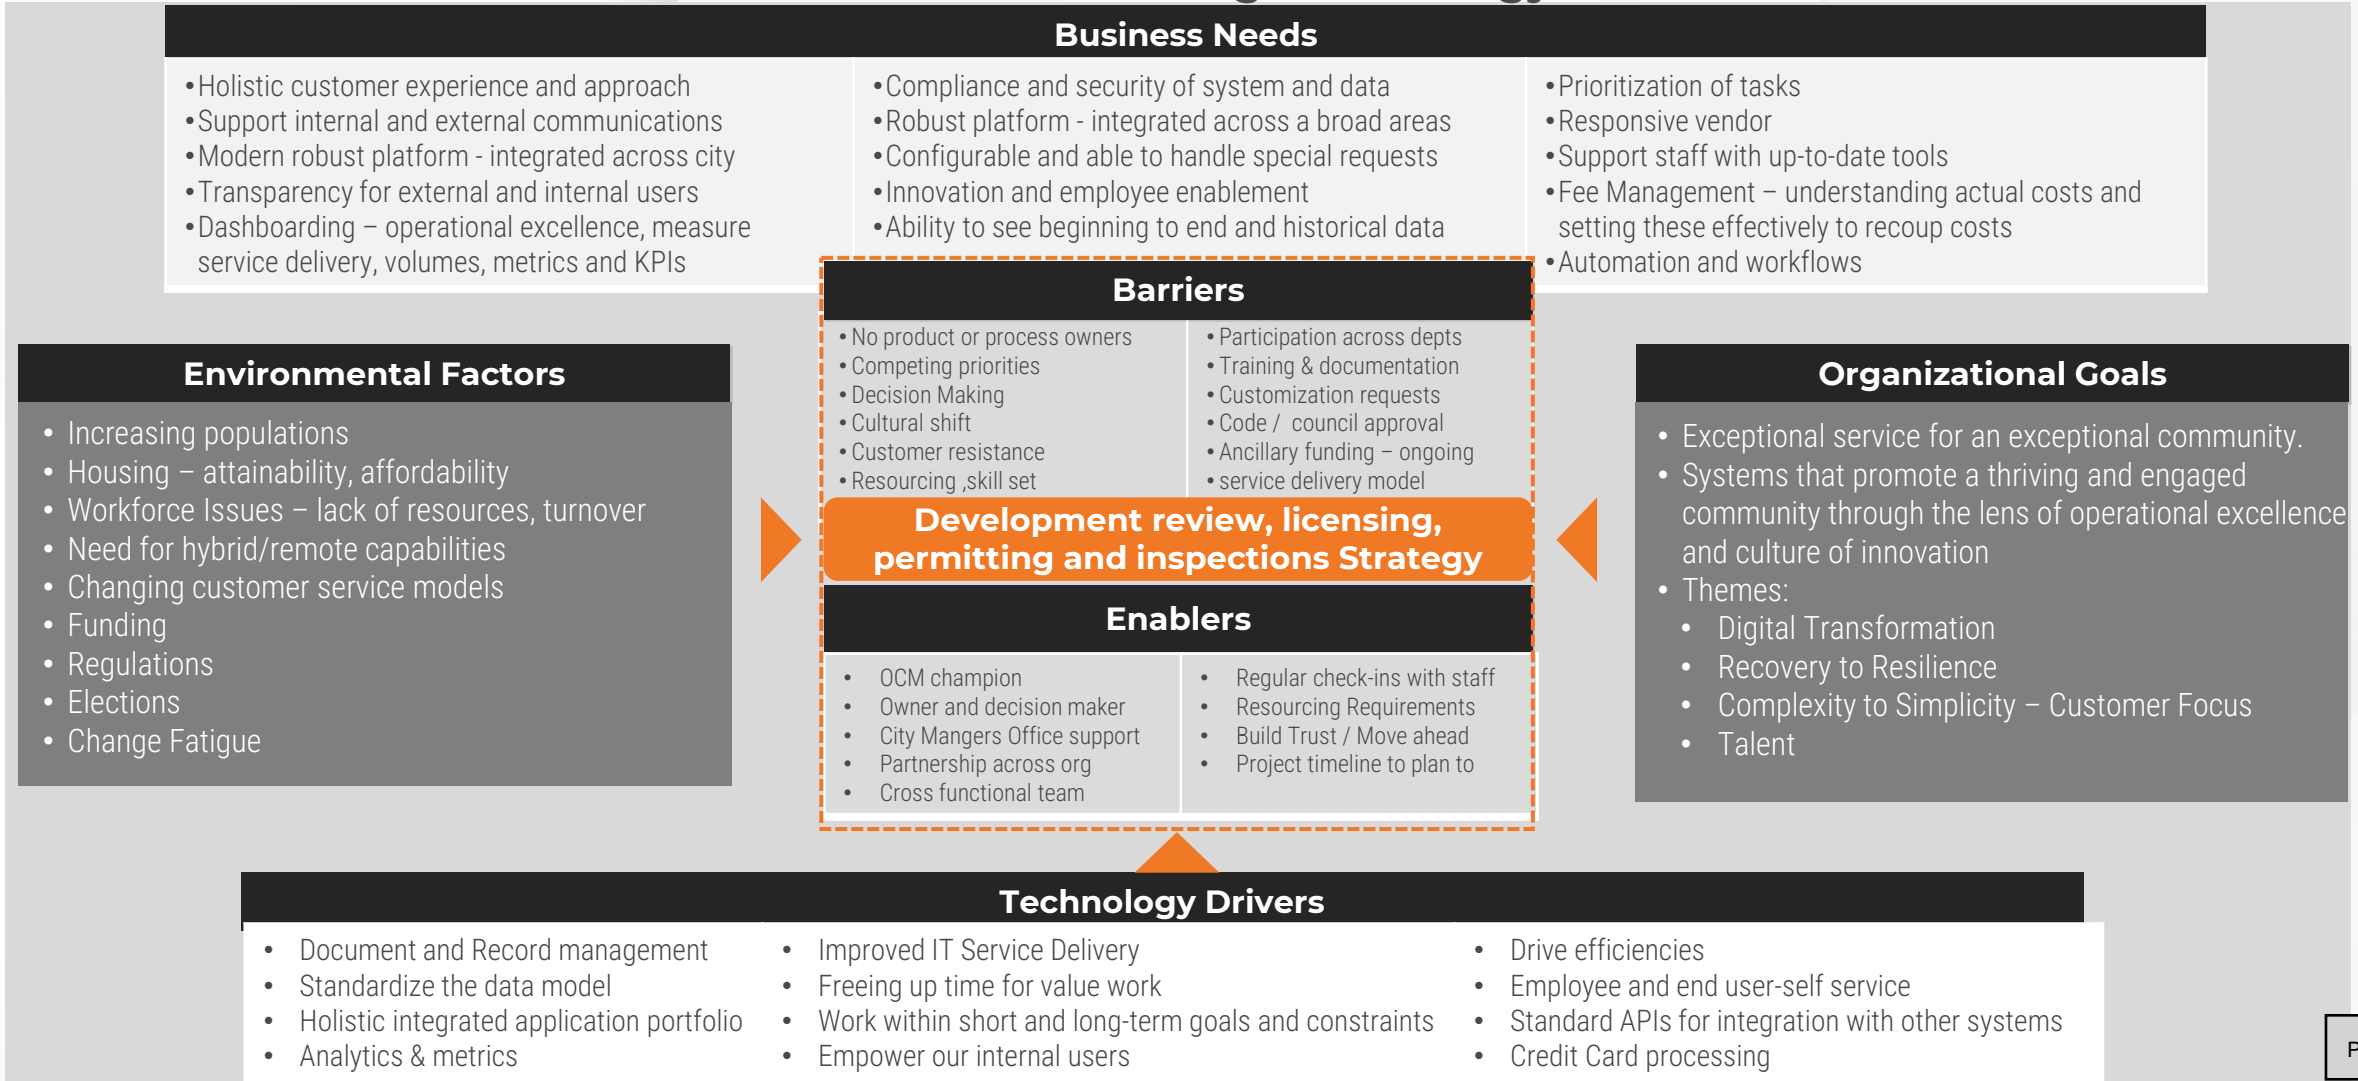 Business Needs
•Holistic customer experience and approach
•Support internal and external communications
•Modern robust platform - integrated across city
•Transparency for external and internal users
•Dashboarding – operational excellence, measure
service delivery, volumes, metrics and KPIs
•Compliance and security of system and data
•Robust platform - integrated across a broad areas
•Configurable and able to handle special requests
•Innovation and employee enablement
•Ability to see beginning to end and historical data
•Prioritization of tasks
•Responsive vendor
•Support staff with up-to-date tools
•Fee Management – understanding actual costs and
setting these effectively to recoup costs
•Automation and workflows
Environmental Factors
• Increasing populations
• Housing – attainability, affordability
• Workforce Issues – lack of resources, turnover
• Need for hybrid/remote capabilities
• Changing customer service models
• Funding
• Regulations
• Elections
• Change Fatigue
Barriers
• No product or process owners
• Competing priorities
• Decision Making
• Cultural shift
• Customer resistance
• Resourcing ,skill set
• Participation across depts
• Training & documentation
• Customization requests
• Code / council approval
• Ancillary funding – ongoing
• service delivery model
Development review, licensing,
permitting and inspections Strategy
Enablers
• OCM champion
• Owner and decision maker
• City Mangers Office support
• Partnership across org
• Cross functional team
• Regular check-ins with staff
• Resourcing Requirements
• Build Trust / Move ahead
• Project timeline to plan to
Organizational Goals
• Exceptional service for an exceptional community.
• Systems that promote a thriving and engaged
community through the lens of operational excellence
and culture of innovation
• Themes:
• Digital Transformation
• Recovery to Resilience
• Complexity to Simplicity – Customer Focus
• Talent
Technology Drivers
• Document and Record management
• Standardize the data model
• Holistic integrated application portfolio
• Analytics & metrics
• Improved IT Service Delivery
• Freeing up time for value work
• Work within short and long-term goals and constraints
• Empower our internal users
• Drive efficiencies
• Employee and end user-self service
• Standard APIs for integration with other systems
• Credit Card processing